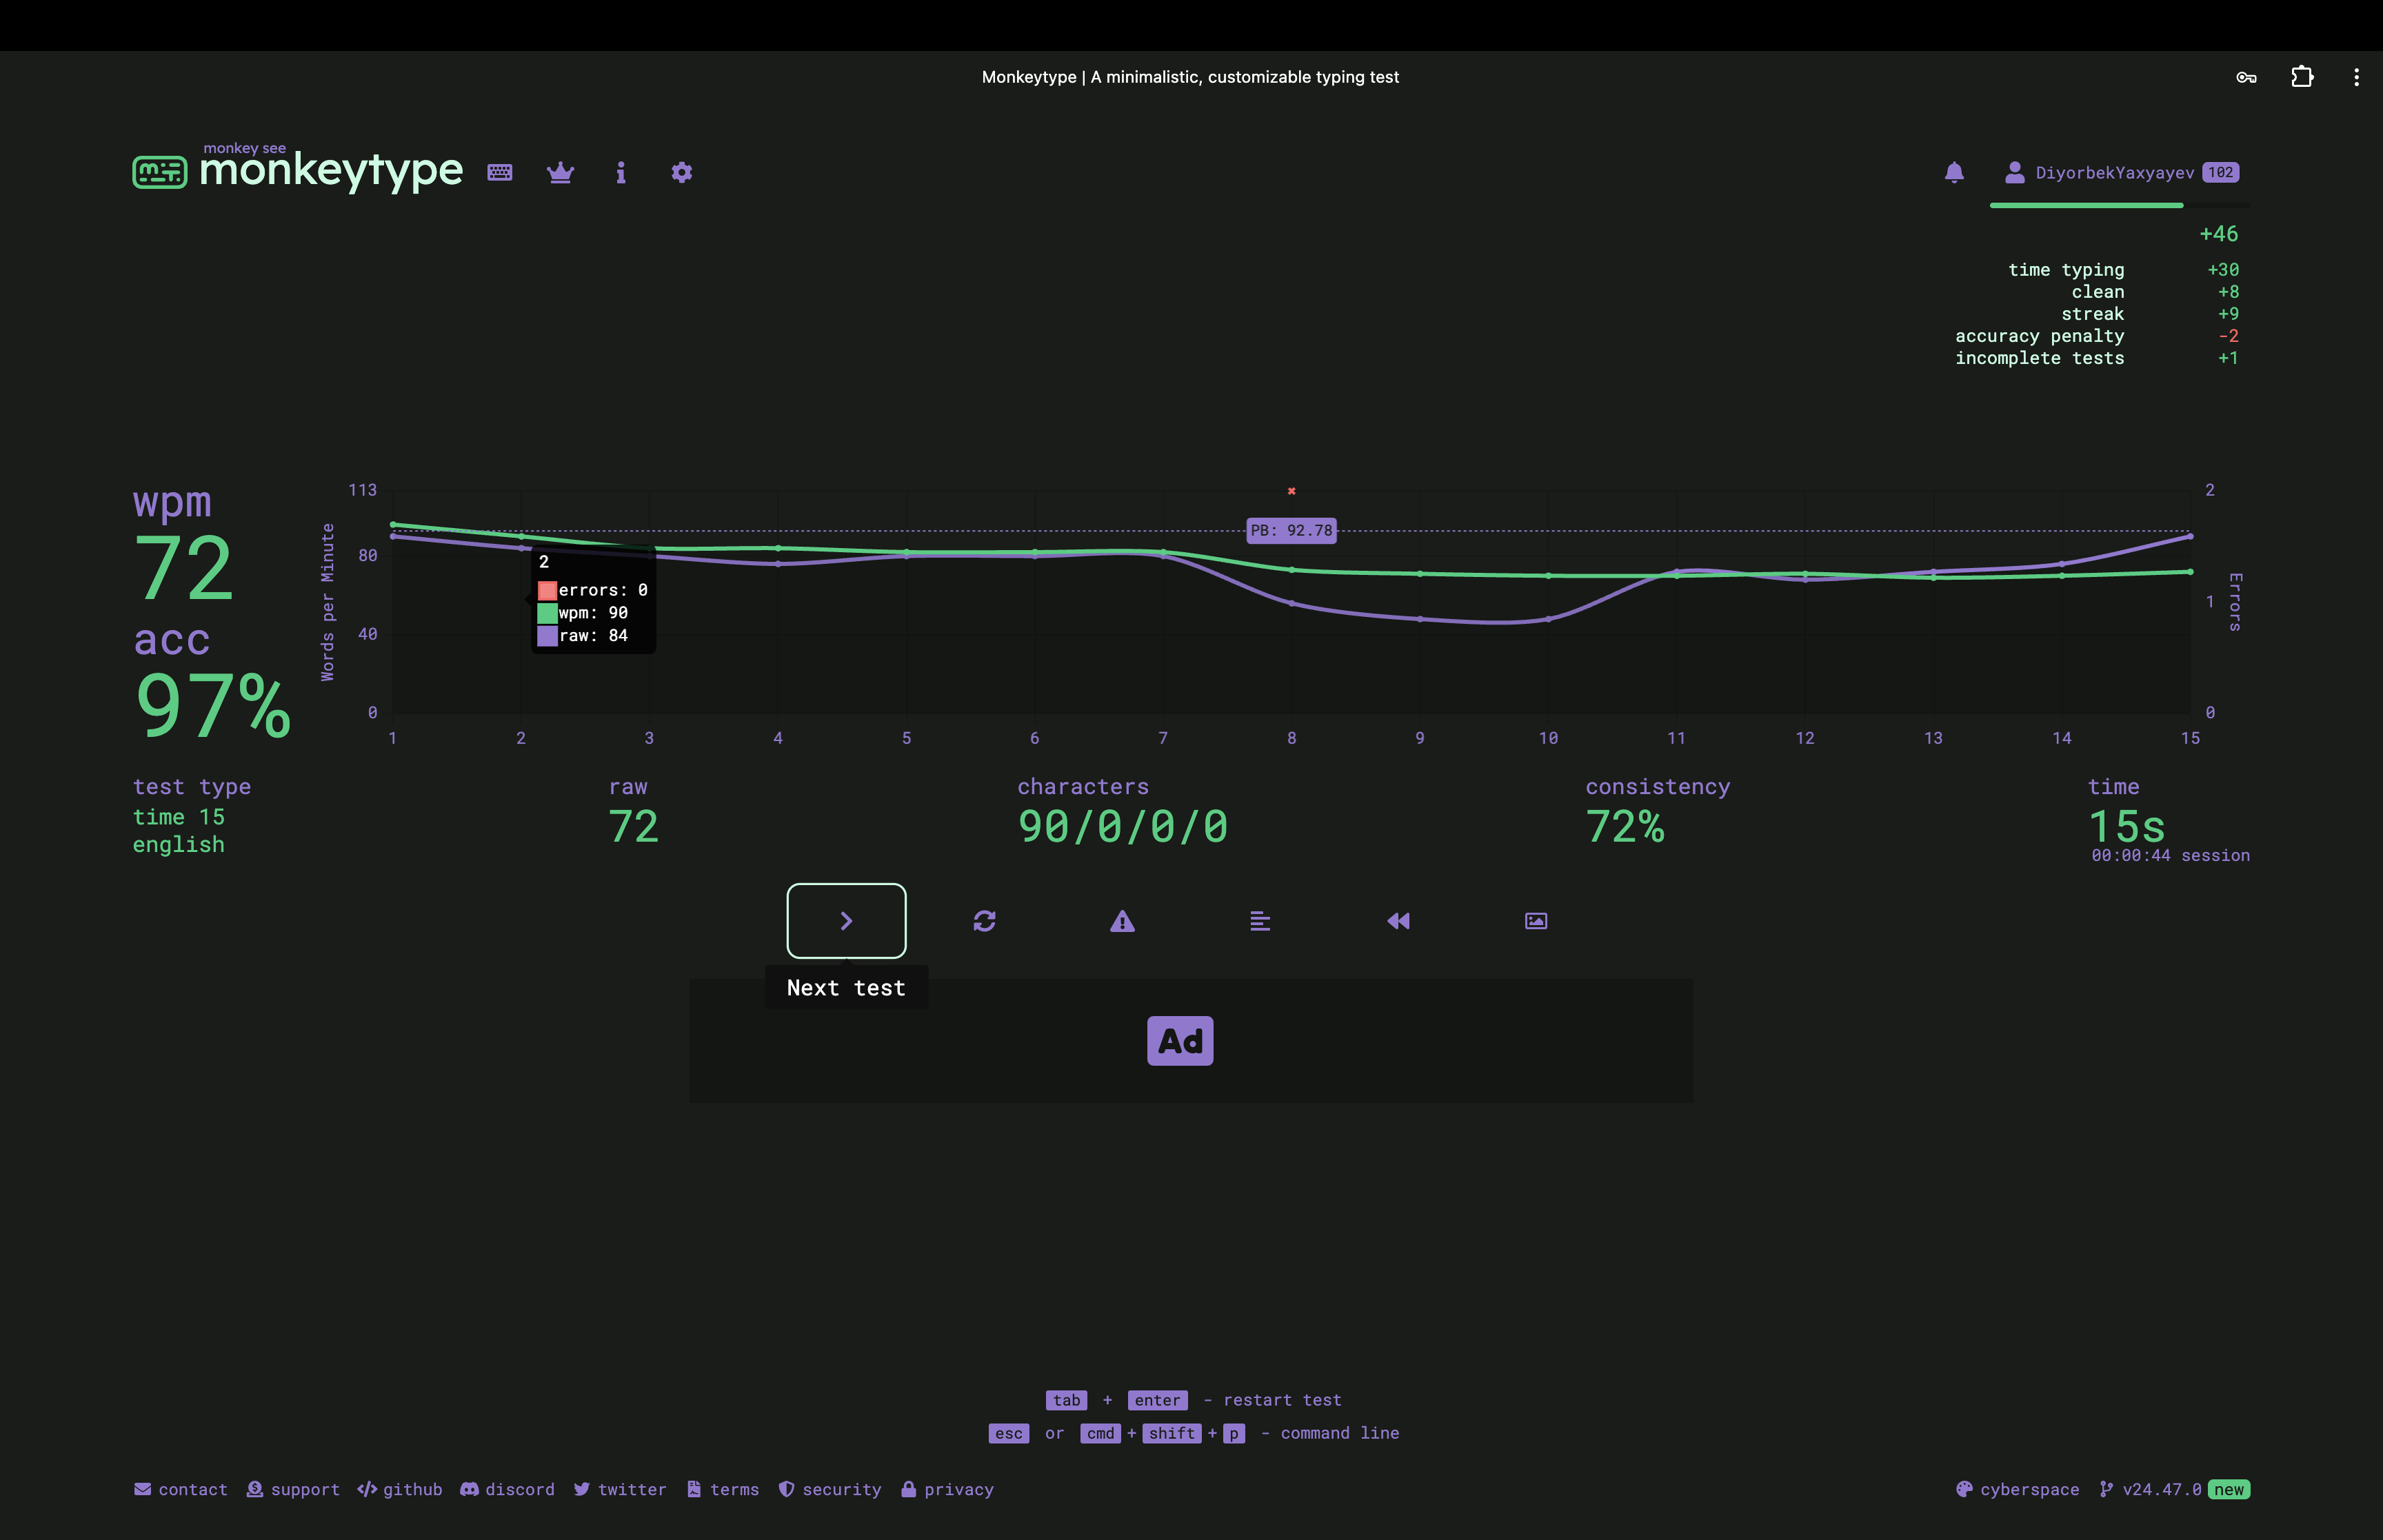 Monkeytype | A minimalistic, customizable typing test
monkey see
monkeytype
DiyorbekYaxyayev 102
+46
time typing +30
clean +8
streak +9
accuracy penalty -2
incomplete tests +1
wpm
72
acc
97%
Words per Minute
113
80
40
0
PB: 92.78
2
errors: 0
wpm: 90
raw: 84
2
1
0
Errors
1 2 3 4 5 6 7 8 9 10 11 12 13 14 15
test type
time 15
english
raw
72
characters
90/0/0/0
consistency
72%
time
15s
00:00:44 session
Next test
Ad
tab + enter - restart test
esc or cmd + shift + p - command line
contact support github discord twitter terms security privacy cyberspace v24.47.0 new